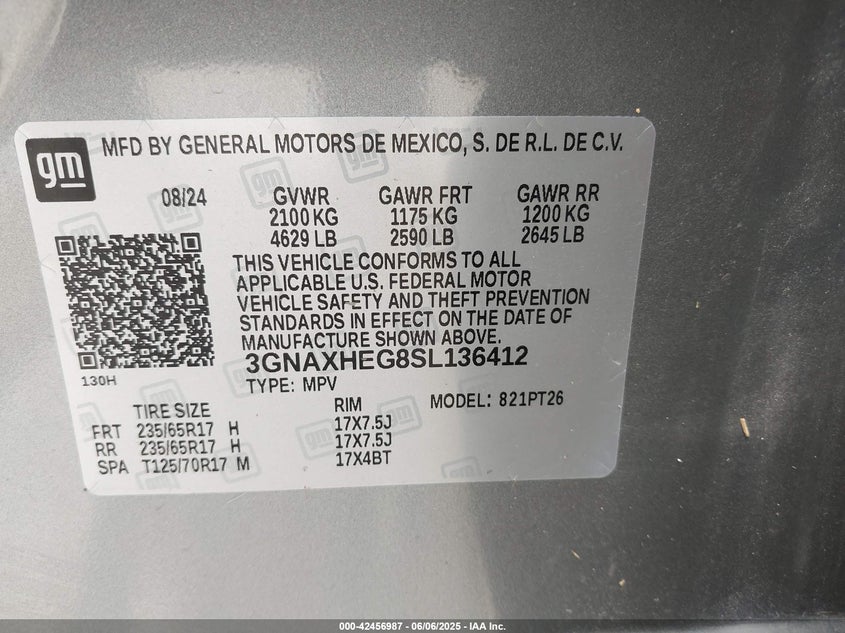 gm MFD BY GENERAL MOTORS DE MEXICO, S. DE R.L. DE C.V.
08/24 GVWR GAWR FRT GAWR RR
2100 KG 1175 KG 1200 KG
4629 LB 2590 LB 2645 LB
THIS VEHICLE CONFORMS TO ALL
APPLICABLE U.S. FEDERAL MOTOR
VEHICLE SAFETY AND THEFT PREVENTION
STANDARDS IN EFFECT ON THE DATE OF
MANUFACTURE SHOWN ABOVE.
3GNAXHEG8SL136412
130H
TYPE: MPV
TIRE SIZE RIM MODEL: 821PT26
FRT 235/65R17 H 17X7.5J
RR 235/65R17 H 17X7.5J
SPA T125/70R17 M 17X4BT
000-42456987 - 06/06/2025 - IAA Inc.